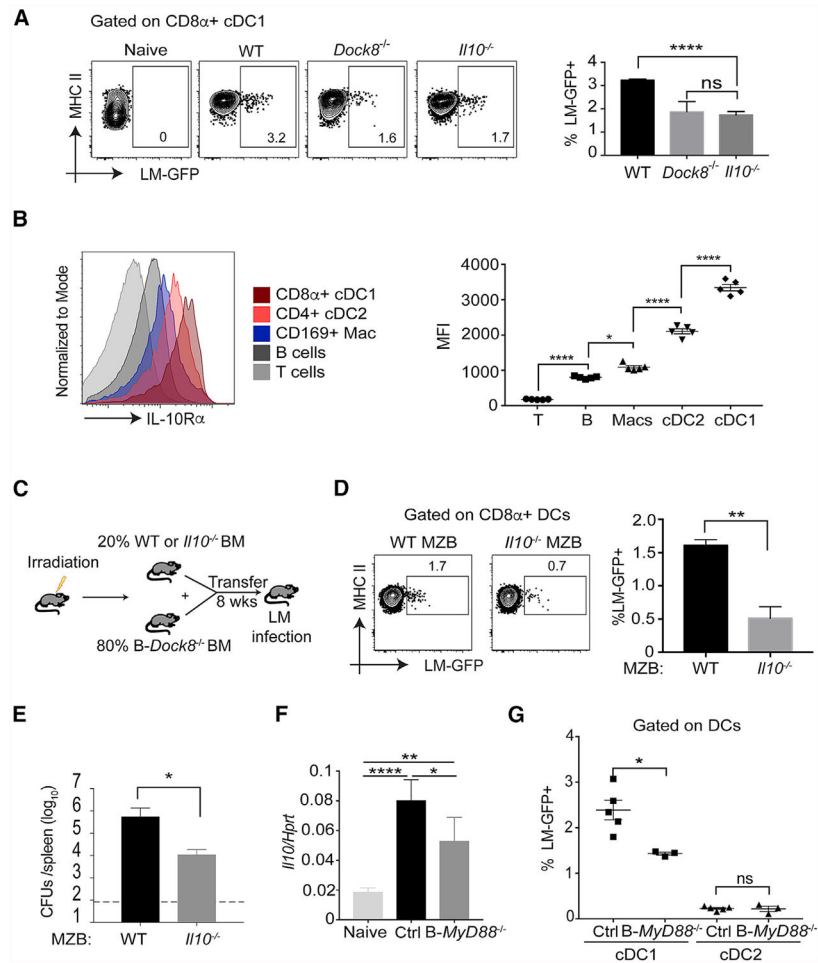 A
Gated on CD8α+ cDC1
Naive WT Dock8-/- Il10-/-
MHC II
0 3.2 1.6 1.7
LM-GFP
% LM-GFP+
4
3
2
1
0
****
ns
WT Dock8-/- Il10-/-
B
Normalized to Mode
IL-10Rα
CD8α+ cDC1
CD4+ cDC2
CD169+ Mac
B cells
T cells
MFI
4000
3000
2000
1000
0
****
*
****
****
T B Macs cDC2 cDC1
C
20% WT or Il10-/- BM
Irradiation
+
Transfer
8 wks
LM
infection
80% B-Dock8-/- BM
D
Gated on CD8α+ DCs
WT MZB Il10-/- MZB
MHC II
1.7 0.7
LM-GFP
%LM-GFP+
2.0
1.5
1.0
0.5
0.0
**
MZB: WT Il10-/-
E
CFUs /spleen (log10)
7
6
5
4
3
2
1
*
MZB: WT Il10-/-
F
Il10/Hprt
0.1
0.08
0.06
0.04
0.02
0
**
**** *
Naive Ctrl B-MyD88-/-
G
Gated on DCs
% LM-GFP+
4
3
2
1
0
*
ns
Ctrl B-MyD88-/- Ctrl B-MyD88-/-
cDC1 cDC2